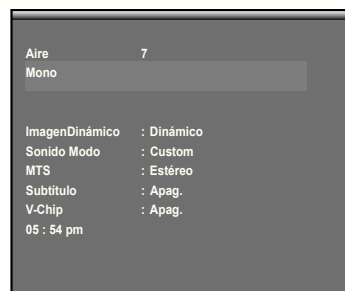 Aire 7
Mono
ImagenDinámico : Dinámico
Sonido Modo : Custom
MTS : Estéreo
Subtítulo : Apag.
V-Chip : Apag.
05 : 54 pm